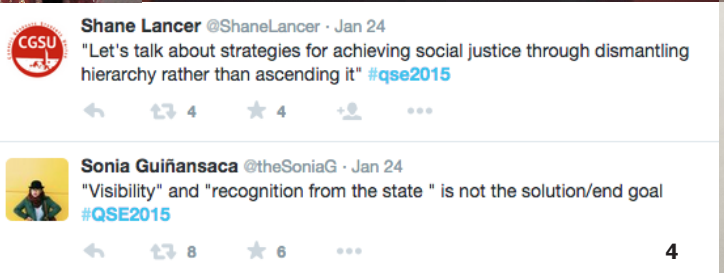 CGSU
Shane Lancer @ShaneLancer · Jan 24
"Let's talk about strategies for achieving social justice through dismantling
hierarchy rather than ascending it" #qse2015
4 4
Sonia Guiñansaca @theSoniaG · Jan 24
"Visibility" and "recognition from the state " is not the solution/end goal
#QSE2015
8 6
4